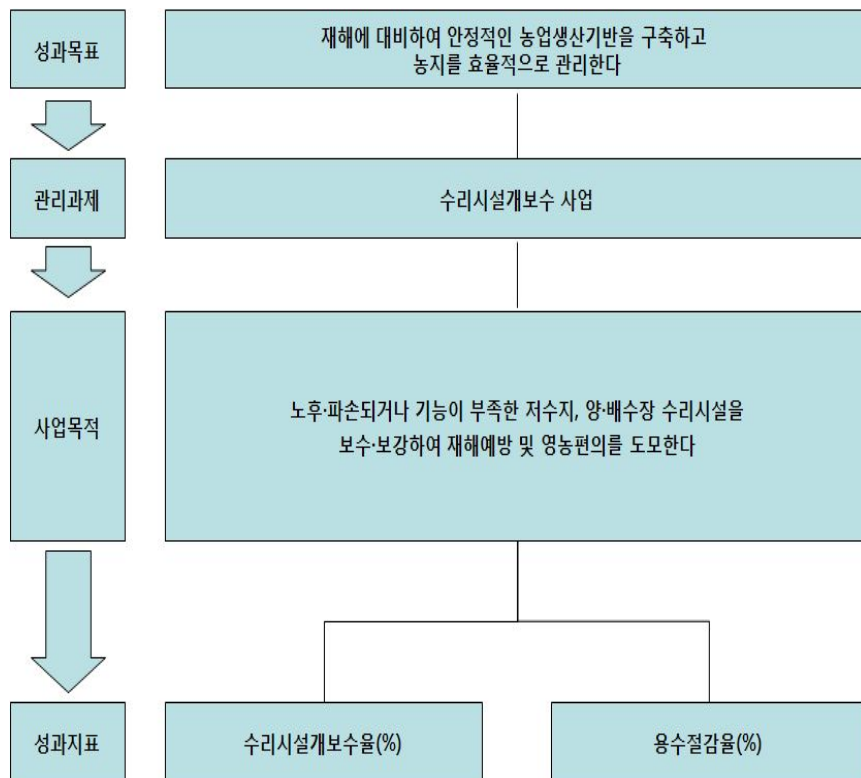 성과목표
재해에 대비하여 안정적인 농업생산기반을 구축하고
농지를 효율적으로 관리한다
관리과제
수리시설개보수 사업
사업목적
노후·파손되거나 기능이 부족한 저수지, 양·배수장 수리시설을
보수·보강하여 재해예방 및 영농편의를 도모한다
성과지표
수리시설개보수율(%)
용수절감율(%)